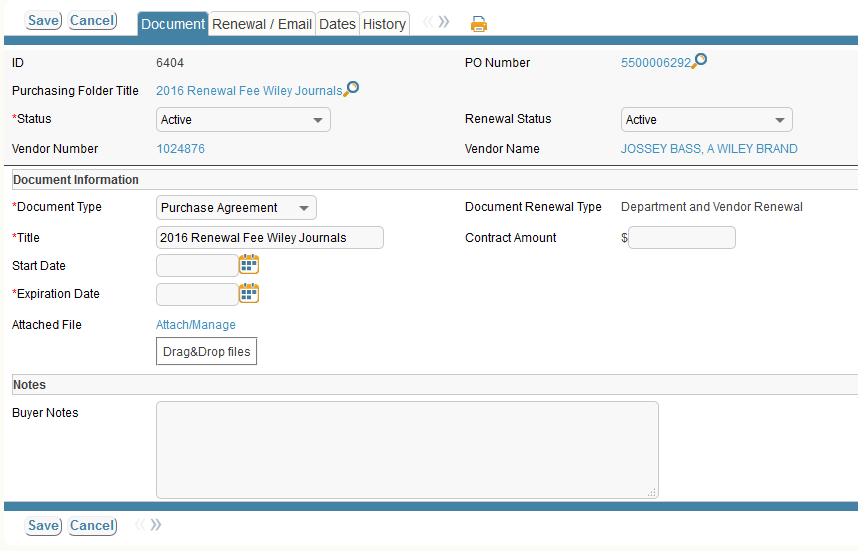 Save Cancel Document Renewal / Email Dates History
ID 6404 PO Number 5500006292
Purchasing Folder Title 2016 Renewal Fee Wiley Journals
*Status Active Renewal Status Active
Vendor Number 1024876 Vendor Name JOSSEY BASS, A WILEY BRAND
Document Information
*Document Type Purchase Agreement Document Renewal Type Department and Vendor Renewal
*Title 2016 Renewal Fee Wiley Journals Contract Amount $
Start Date
*Expiration Date
Attached File Attach/Manage
Drag&Drop files
Notes
Buyer Notes
Save Cancel